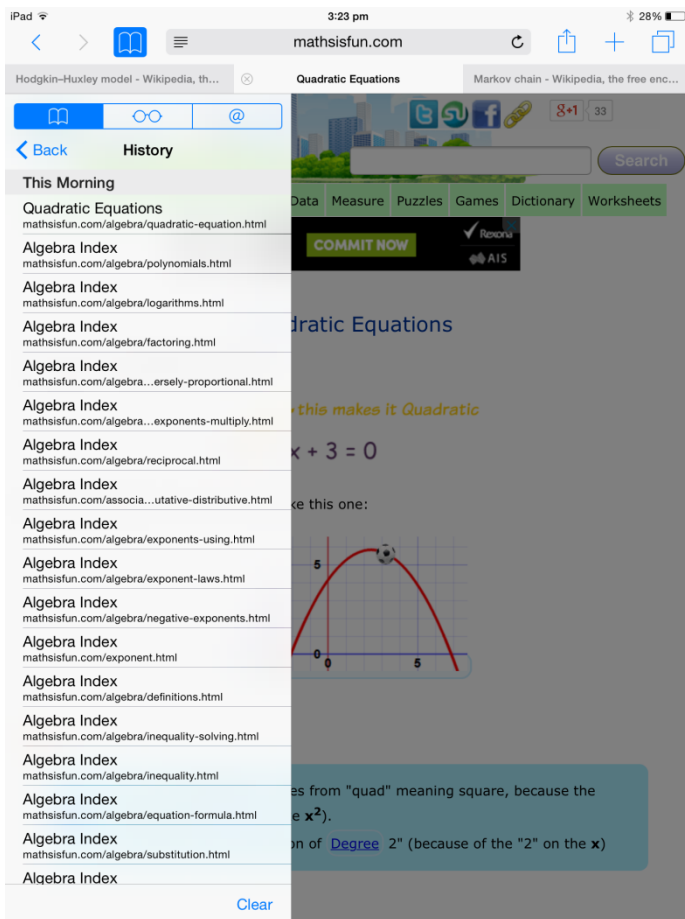 iPad 3:23 pm 28%
mathsisfun.com
Hodgkin–Huxley model - Wikipedia, th... Quadratic Equations Markov chain - Wikipedia, the free enc...
@
Back History
This Morning
Quadratic Equations
mathsisfun.com/algebra/quadratic-equation.html
Algebra Index
mathsisfun.com/algebra/polynomials.html
Algebra Index
mathsisfun.com/algebra/logarithms.html
Algebra Index
mathsisfun.com/algebra/factoring.html
Algebra Index
mathsisfun.com/algebra...ersely-proportional.html
Algebra Index
mathsisfun.com/algebra...exponents-multiply.html
Algebra Index
mathsisfun.com/algebra/reciprocal.html
Algebra Index
mathsisfun.com/associa...utative-distributive.html
Algebra Index
mathsisfun.com/algebra/exponents-using.html
Algebra Index
mathsisfun.com/algebra/exponent-laws.html
Algebra Index
mathsisfun.com/algebra/negative-exponents.html
Algebra Index
mathsisfun.com/exponent.html
Algebra Index
mathsisfun.com/algebra/definitions.html
Algebra Index
mathsisfun.com/algebra/inequality-solving.html
Algebra Index
mathsisfun.com/algebra/inequality.html
Algebra Index
mathsisfun.com/algebra/equation-formula.html
Algebra Index
mathsisfun.com/algebra/substitution.html
Algebra Index
Clear
g+1 33
Search
Data Measure Puzzles Games Dictionary Worksheets
COMMIT NOW
Rexona
AIS
dratic Equations
this makes it Quadratic
x + 3 = 0
ke this one:
5
0
0 5
es from "quad" meaning square, because the
e x²).
on of Degree 2" (because of the "2" on the x)